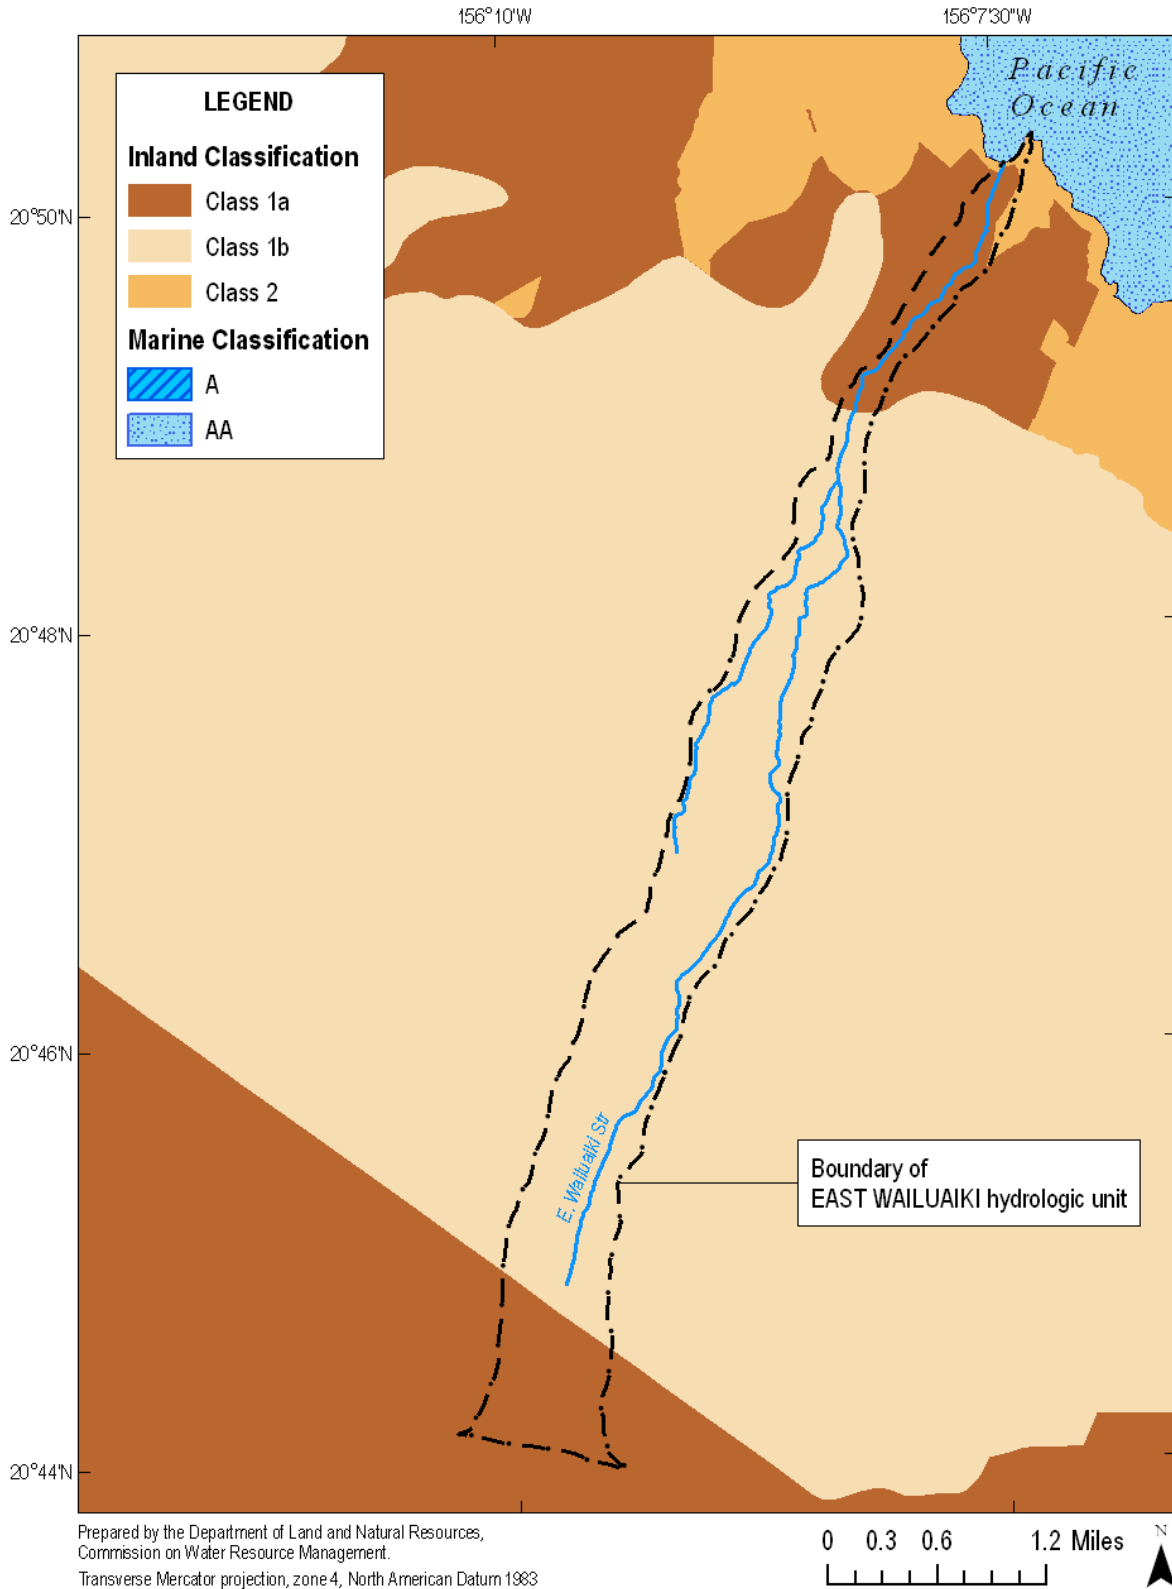 156°10'W
156°7'30"W
Pacific
Ocean
LEGEND
Inland Classification
Class 1a
Class 1b
Class 2
Marine Classification
A
AA
20°50'N
20°48'N
20°46'N
20°44'N
E. Wailuaiki Str
Boundary of
EAST WAILUAIKI hydrologic unit
Prepared by the Department of Land and Natural Resources,
Commission on Water Resource Management.
Transverse Mercator projection, zone 4, North American Datum 1983
0 0.3 0.6 1.2 Miles
N